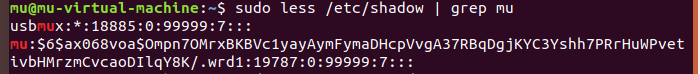 mu@mu-virtual-machine:~$ sudo less /etc/shadow | grep mu
usbmux:*:18885:0:99999:7:::
mu:$6$ax068voa$Ompn7OMrxBKBVc1yayAymFymaDHcpVvgA37RBqDgjKYC3Yshh7PRrHuWPvet
ivbHMrzmCvcaoDIlqY8K/.wrd1:19787:0:99999:7:::